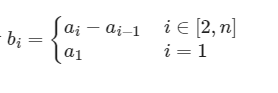 b_i = { a_i − a_{i−1}   i ∈ [2, n]
a_1   i = 1